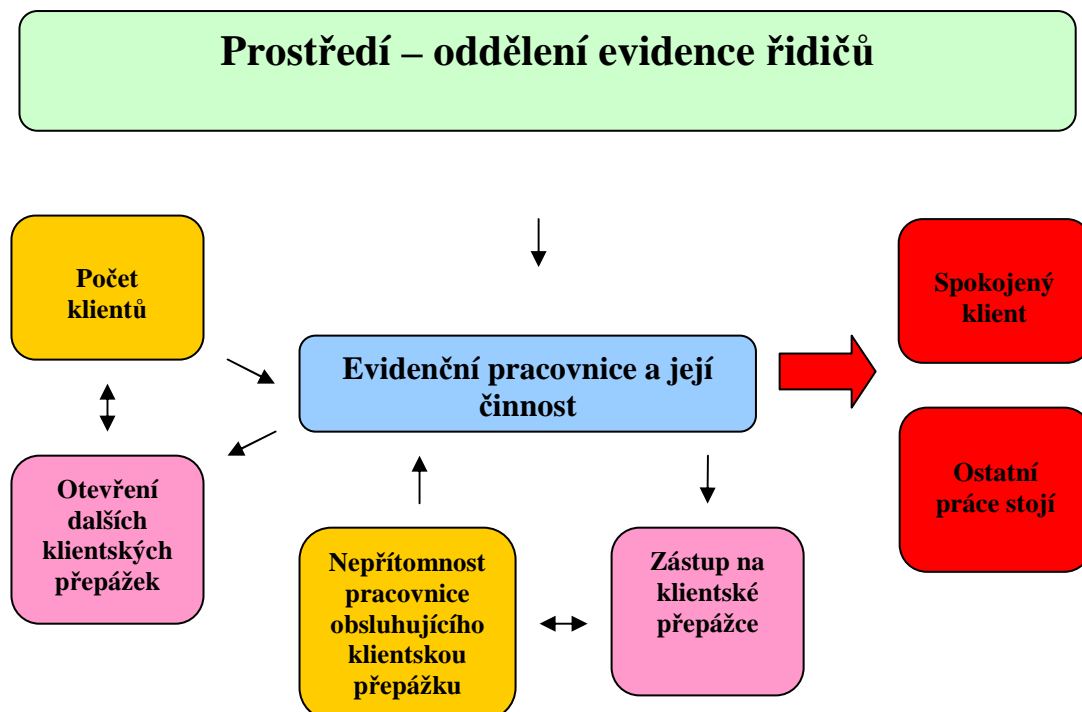 Prostředí – oddělení evidence řidičů
Počet
klientů
Spokojený
klient
Evidenční pracovnice a její
činnost
Ostatní
práce stojí
Otevření
dalších
klientských
přepážek
Nepřítomnost
pracovnice
obsluhujícího
klientskou
přepážku
Zástup na
klientské
přepážce